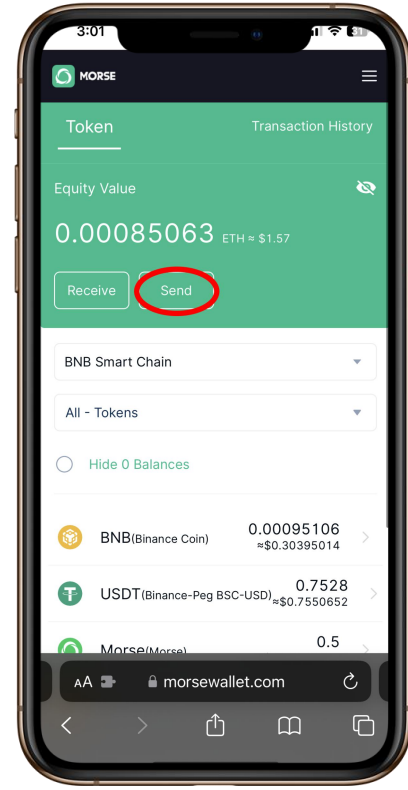 3:01
31
MORSE
Token
Transaction History
Equity Value
0.00085063 ETH ≈ $1.57
Receive
Send
BNB Smart Chain
All - Tokens
Hide 0 Balances
BNB(Binance Coin)
0.00095106
≈$0.30395014
USDT(Binance-Peg BSC-USD)
0.7528
≈$0.7550652
Morse(Morse)
0.5
AA
morsewallet.com